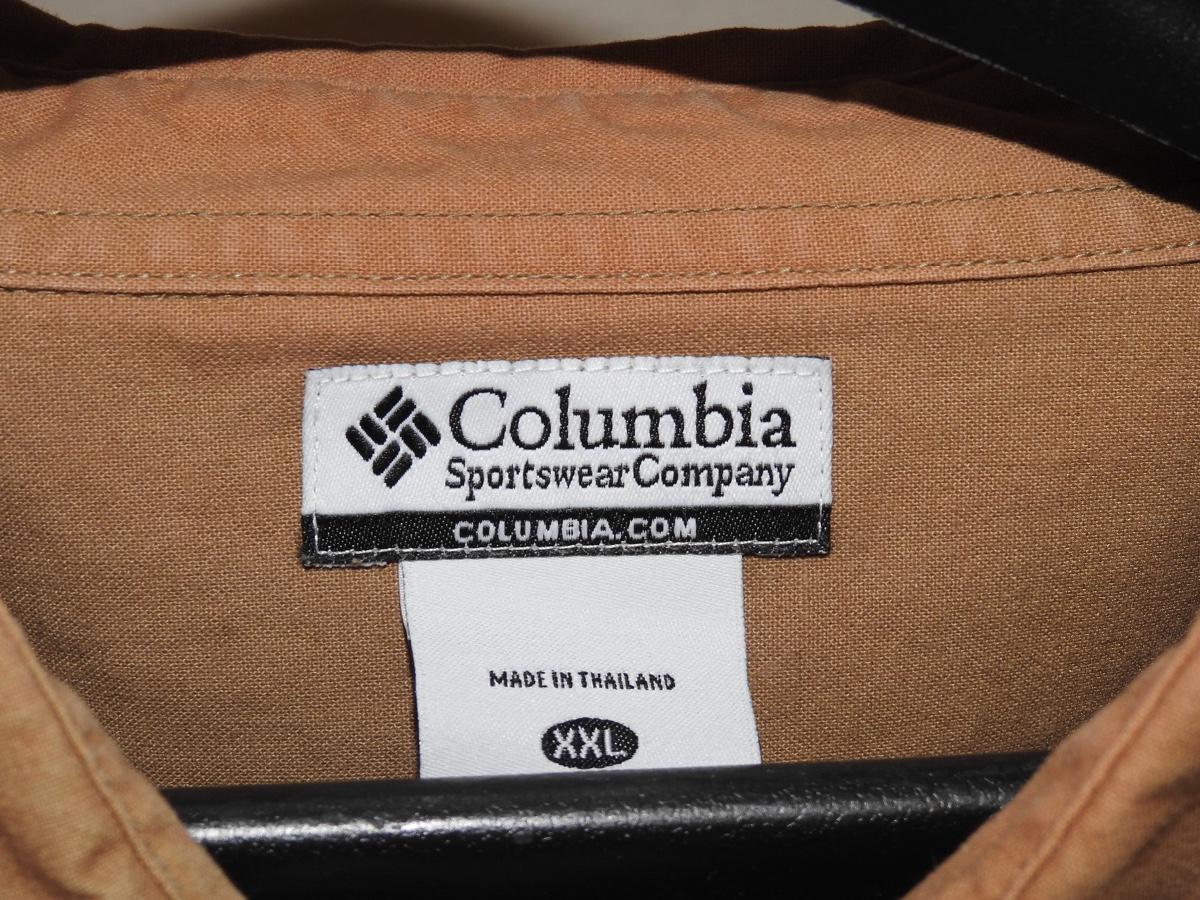 Columbia
Sportswear Company
COLUMBIA.COM
MADE IN THAILAND
XXL